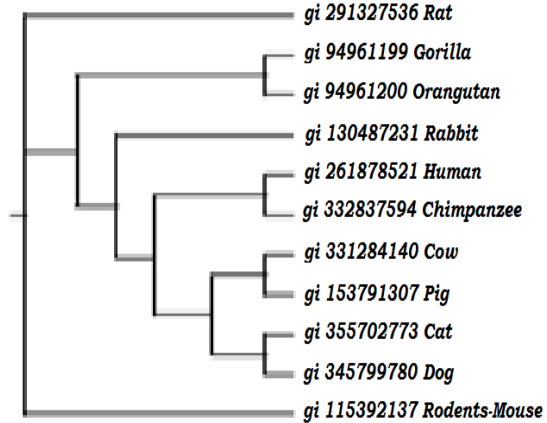 gi 291327536 Rat
gi 94961199 Gorilla
gi 94961200 Orangutan
gi 130487231 Rabbit
gi 261878521 Human
gi 332837594 Chimpanzee
gi 331284140 Cow
gi 153791307 Pig
gi 355702773 Cat
gi 345799780 Dog
gi 115392137 Rodents-Mouse